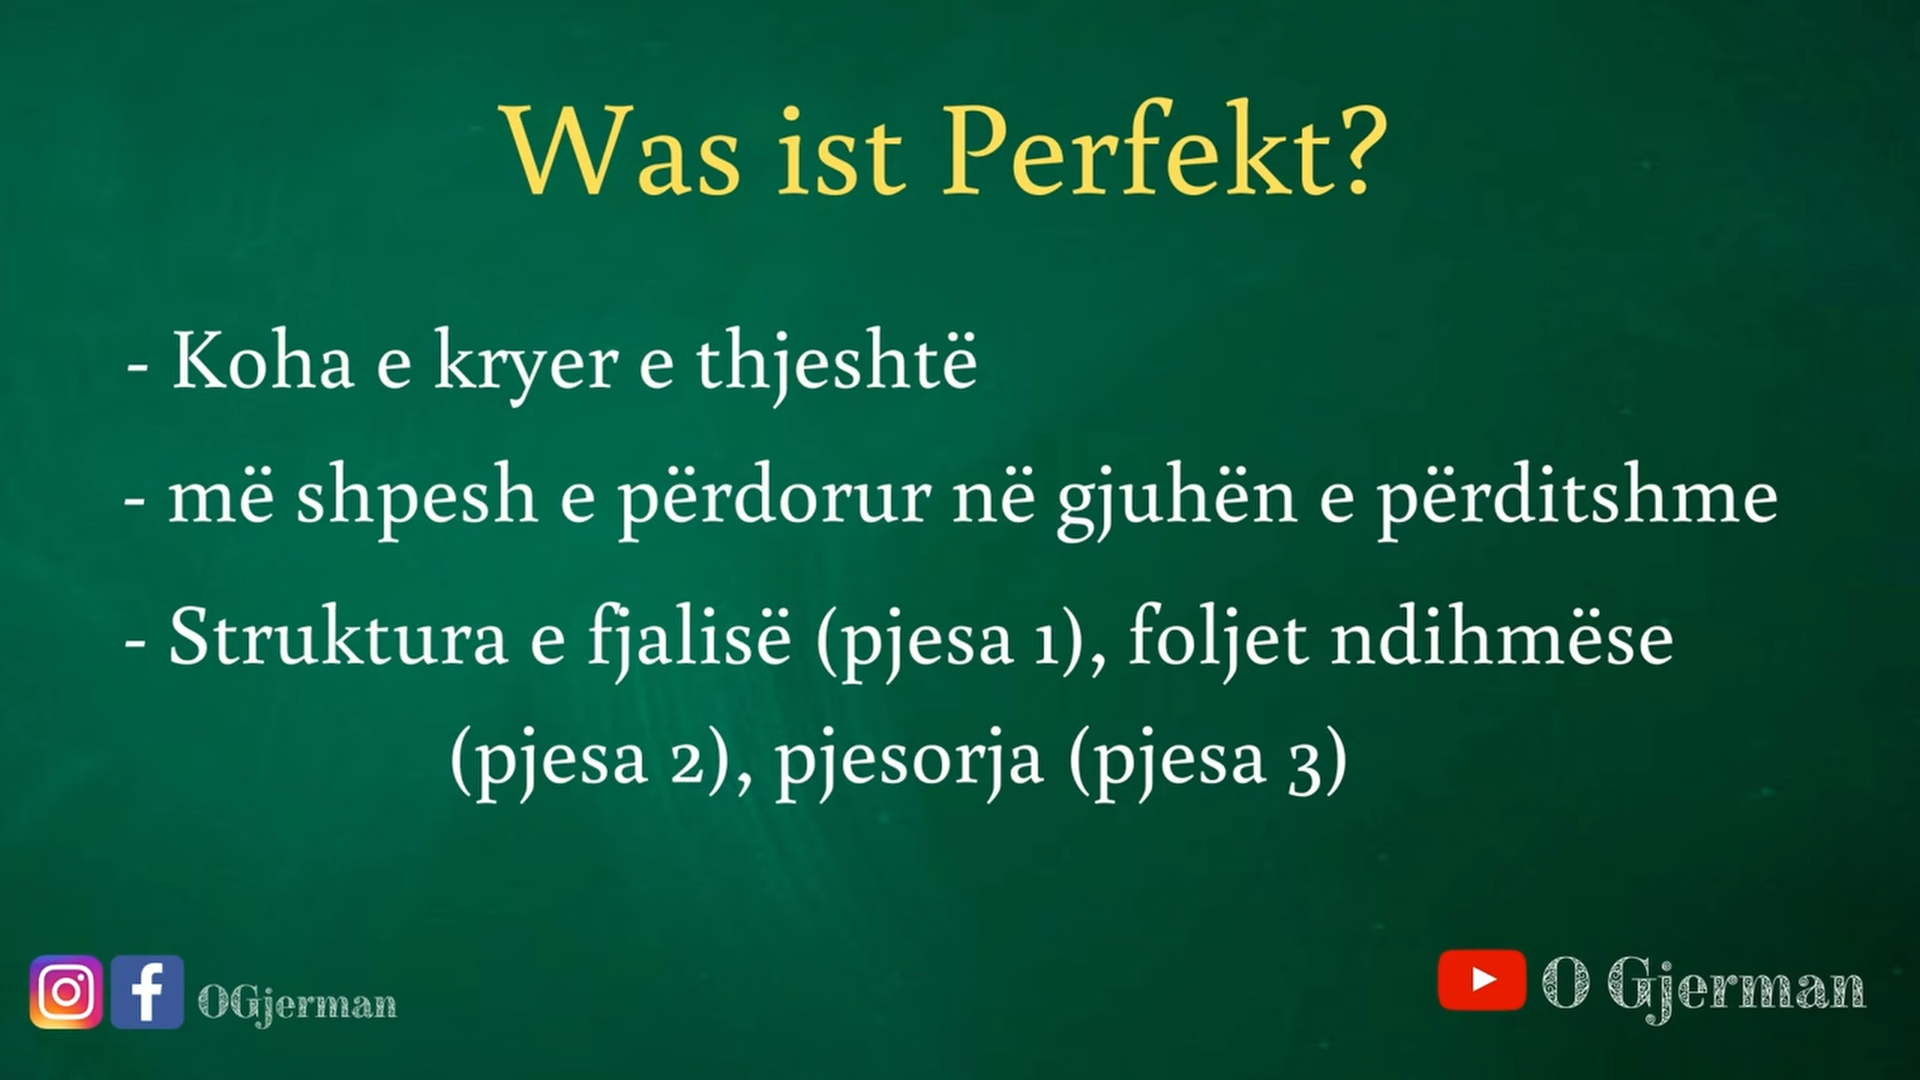 Was ist Perfekt?
- Koha e kryer e thjeshtë
- më shpesh e përdorur në gjuhën e përditshme
- Struktura e fjalisë (pjesa 1), foljet ndihmëse
(pjesa 2), pjesorja (pjesa 3)
OGjerman
O Gjerman